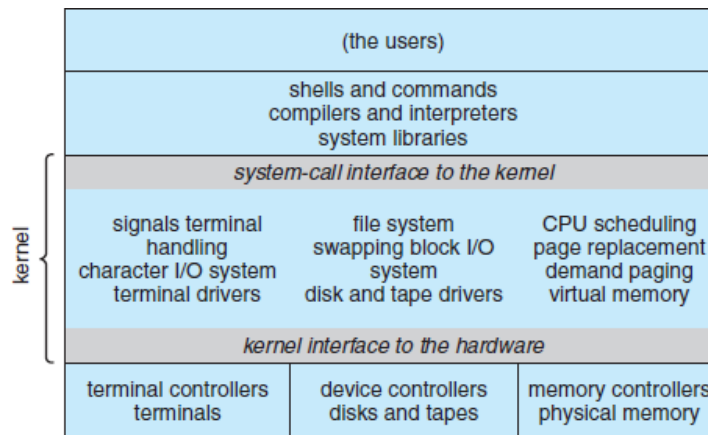 (the users)
shells and commands
compilers and interpreters
system libraries
system-call interface to the kernel
kernel
signals terminal
handling
character I/O system
terminal drivers
file system
swapping block I/O
system
disk and tape drivers
CPU scheduling
page replacement
demand paging
virtual memory
kernel interface to the hardware
terminal controllers
terminals
device controllers
disks and tapes
memory controllers
physical memory